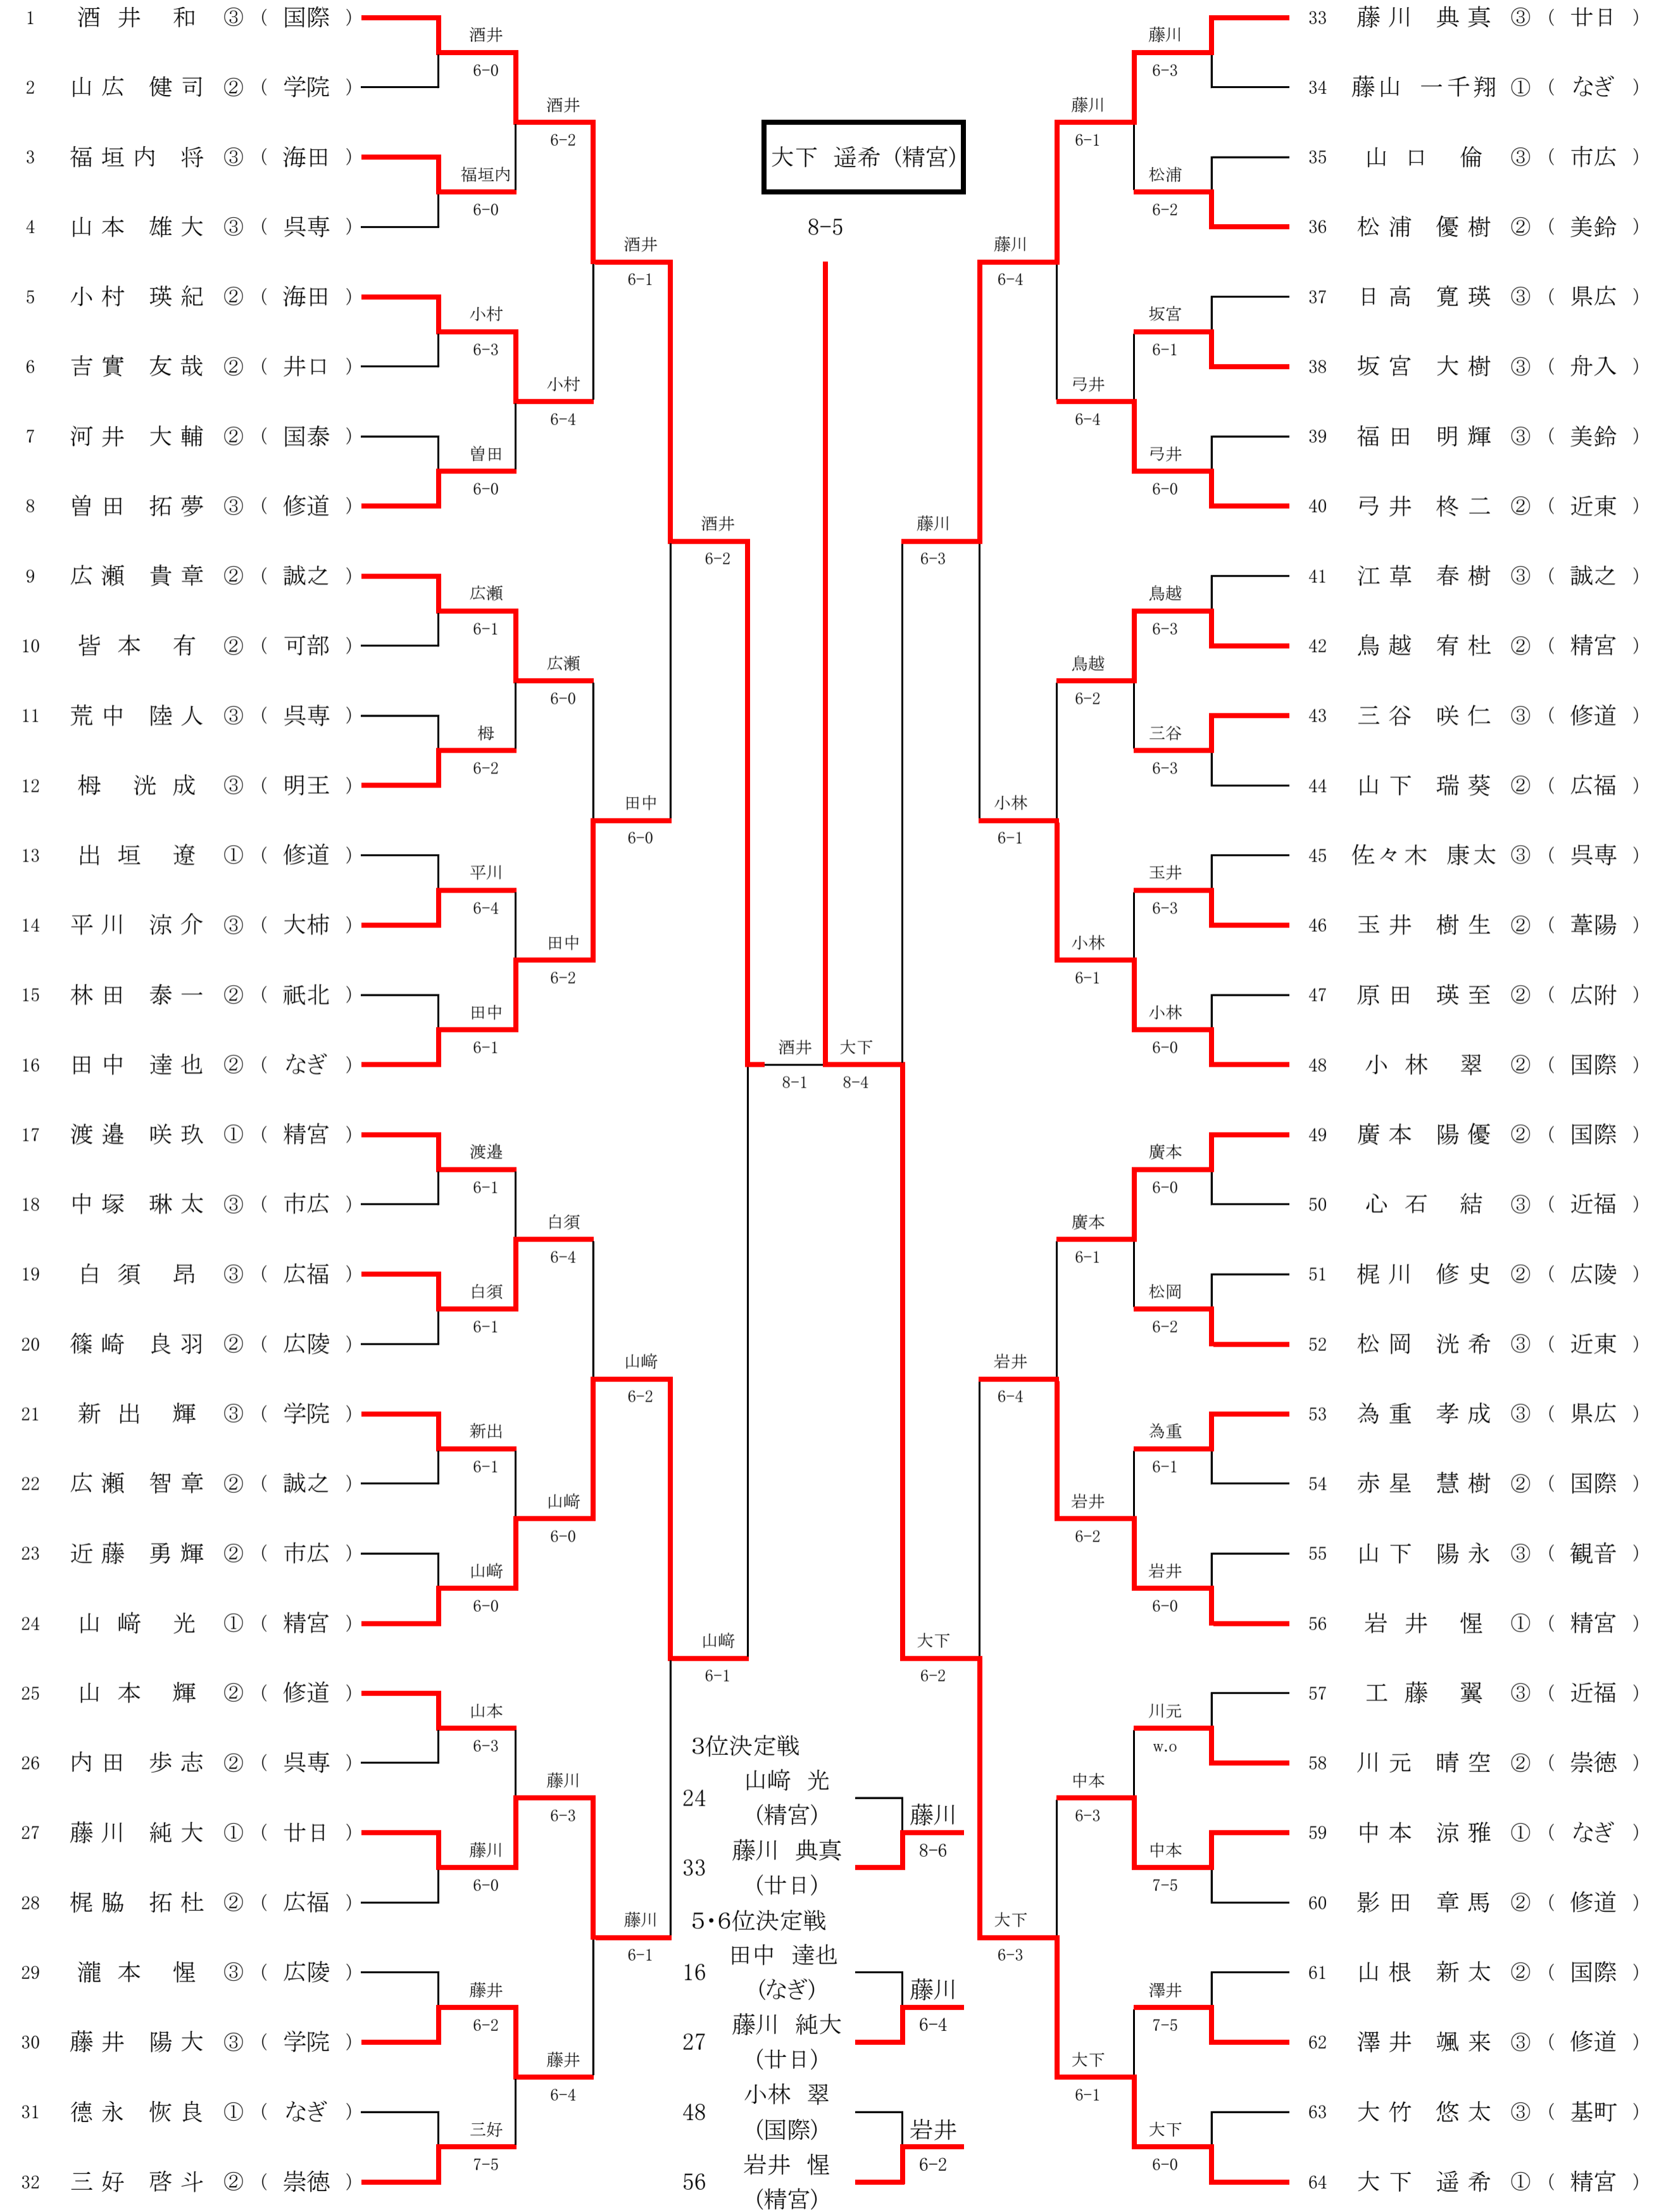 1 酒井 和 ③ ( 国際 )
2 山広 健司 ② ( 学院 )
3 福垣内 将 ③ ( 海田 )
4 山本 雄大 ③ ( 呉専 )
5 小村 瑛紀 ② ( 海田 )
6 吉實 友哉 ② ( 井口 )
7 河井 大輔 ② ( 国泰 )
8 曽田 拓夢 ③ ( 修道 )
9 広瀬 貴章 ② ( 誠之 )
10 皆本 有 ② ( 可部 )
11 荒中 陸人 ③ ( 呉専 )
12 栂 洸成 ③ ( 明王 )
13 出垣 遼 ① ( 修道 )
14 平川 涼介 ③ ( 大柿 )
15 林田 泰一 ② ( 祇北 )
16 田中 達也 ② ( なぎ )
17 渡邉 咲玖 ① ( 精宮 )
18 中塚 琳太 ③ ( 市広 )
19 白須 昂 ③ ( 広福 )
20 篠崎 良羽 ② ( 広陵 )
21 新出 輝 ③ ( 学院 )
22 広瀬 智章 ② ( 誠之 )
23 近藤 勇輝 ② ( 市広 )
24 山﨑 光 ① ( 精宮 )
25 山本 輝 ② ( 修道 )
26 内田 歩志 ② ( 呉専 )
27 藤川 純大 ① ( 廿日 )
28 梶脇 拓杜 ② ( 広福 )
29 瀧本 惺 ③ ( 広陵 )
30 藤井 陽大 ③ ( 学院 )
31 德永 恢良 ① ( なぎ )
32 三好 啓斗 ② ( 崇徳 )
酒井
6-0
福垣内
6-0
小村
6-3
曽田
6-0
広瀬
6-1
栂
6-2
平川
6-4
田中
6-1
渡邉
6-1
白須
6-1
新出
6-1
山﨑
6-0
山本
6-3
藤川
6-0
藤井
6-2
三好
7-5
酒井
6-2
小村
6-4
広瀬
6-0
田中
6-2
白須
6-4
山﨑
6-0
藤川
6-3
藤井
6-4
酒井
6-1
田中
6-0
山﨑
6-2
藤川
6-1
酒井
6-2
山﨑
6-1
酒井
8-1
大下 遥希 (精宮)
8-5
大下
8-4
藤川
6-3
大下
6-2
藤川
6-4
小林
6-1
岩井
6-4
大下
6-3
藤川
6-1
弓井
6-4
鳥越
6-2
小林
6-1
廣本
6-1
岩井
6-2
中本
6-3
大下
6-1
藤川
6-3
松浦
6-2
坂宮
6-1
弓井
6-0
鳥越
6-3
三谷
6-3
玉井
6-3
小林
6-0
廣本
6-0
松岡
6-2
為重
6-1
岩井
6-0
川元
w.o
中本
7-5
澤井
7-5
大下
6-0
33 藤川 典真 ③ ( 廿日 )
34 藤山 一千翔 ① ( なぎ )
35 山口 倫 ③ ( 市広 )
36 松浦 優樹 ② ( 美鈴 )
37 日高 寛瑛 ③ ( 県広 )
38 坂宮 大樹 ③ ( 舟入 )
39 福田 明輝 ③ ( 美鈴 )
40 弓井 柊二 ② ( 近東 )
41 江草 春樹 ③ ( 誠之 )
42 鳥越 宥杜 ② ( 精宮 )
43 三谷 咲仁 ③ ( 修道 )
44 山下 瑞葵 ② ( 広福 )
45 佐々木 康太 ③ ( 呉専 )
46 玉井 樹生 ② ( 葦陽 )
47 原田 瑛至 ② ( 広附 )
48 小林 翠 ② ( 国際 )
49 廣本 陽優 ② ( 国際 )
50 心石 結 ③ ( 近福 )
51 梶川 修史 ② ( 広陵 )
52 松岡 洸希 ③ ( 近東 )
53 為重 孝成 ③ ( 県広 )
54 赤星 慧樹 ② ( 国際 )
55 山下 陽永 ③ ( 観音 )
56 岩井 惺 ① ( 精宮 )
57 工藤 翼 ③ ( 近福 )
58 川元 晴空 ② ( 崇徳 )
59 中本 涼雅 ① ( なぎ )
60 影田 章馬 ② ( 修道 )
61 山根 新太 ② ( 国際 )
62 澤井 颯来 ③ ( 修道 )
63 大竹 悠太 ③ ( 基町 )
64 大下 遥希 ① ( 精宮 )
3位決定戦
24 山﨑 光
(精宮)
藤川
8-6
33 藤川 典真
(廿日)
5・6位決定戦
16 田中 達也
(なぎ)
藤川
6-4
27 藤川 純大
(廿日)
48 小林 翠
(国際)
岩井
6-2
56 岩井 惺
(精宮)